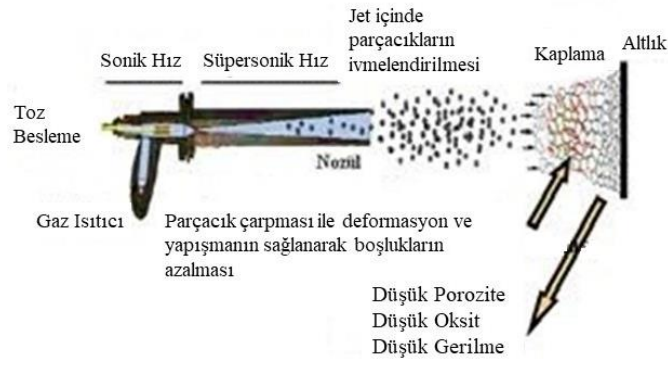 Jet içinde
parçacıkların
ivmelendirilmesi
Sonik Hız
Süpersonik Hız
Kaplama
Altlık
Toz
Besleme
Nozül
Gaz Isıtıcı
Parçacık çarpması ile deformasyon ve
yapışmanın sağlanarak boşlukların
azalması
Düşük Porozite
Düşük Oksit
Düşük Gerilme